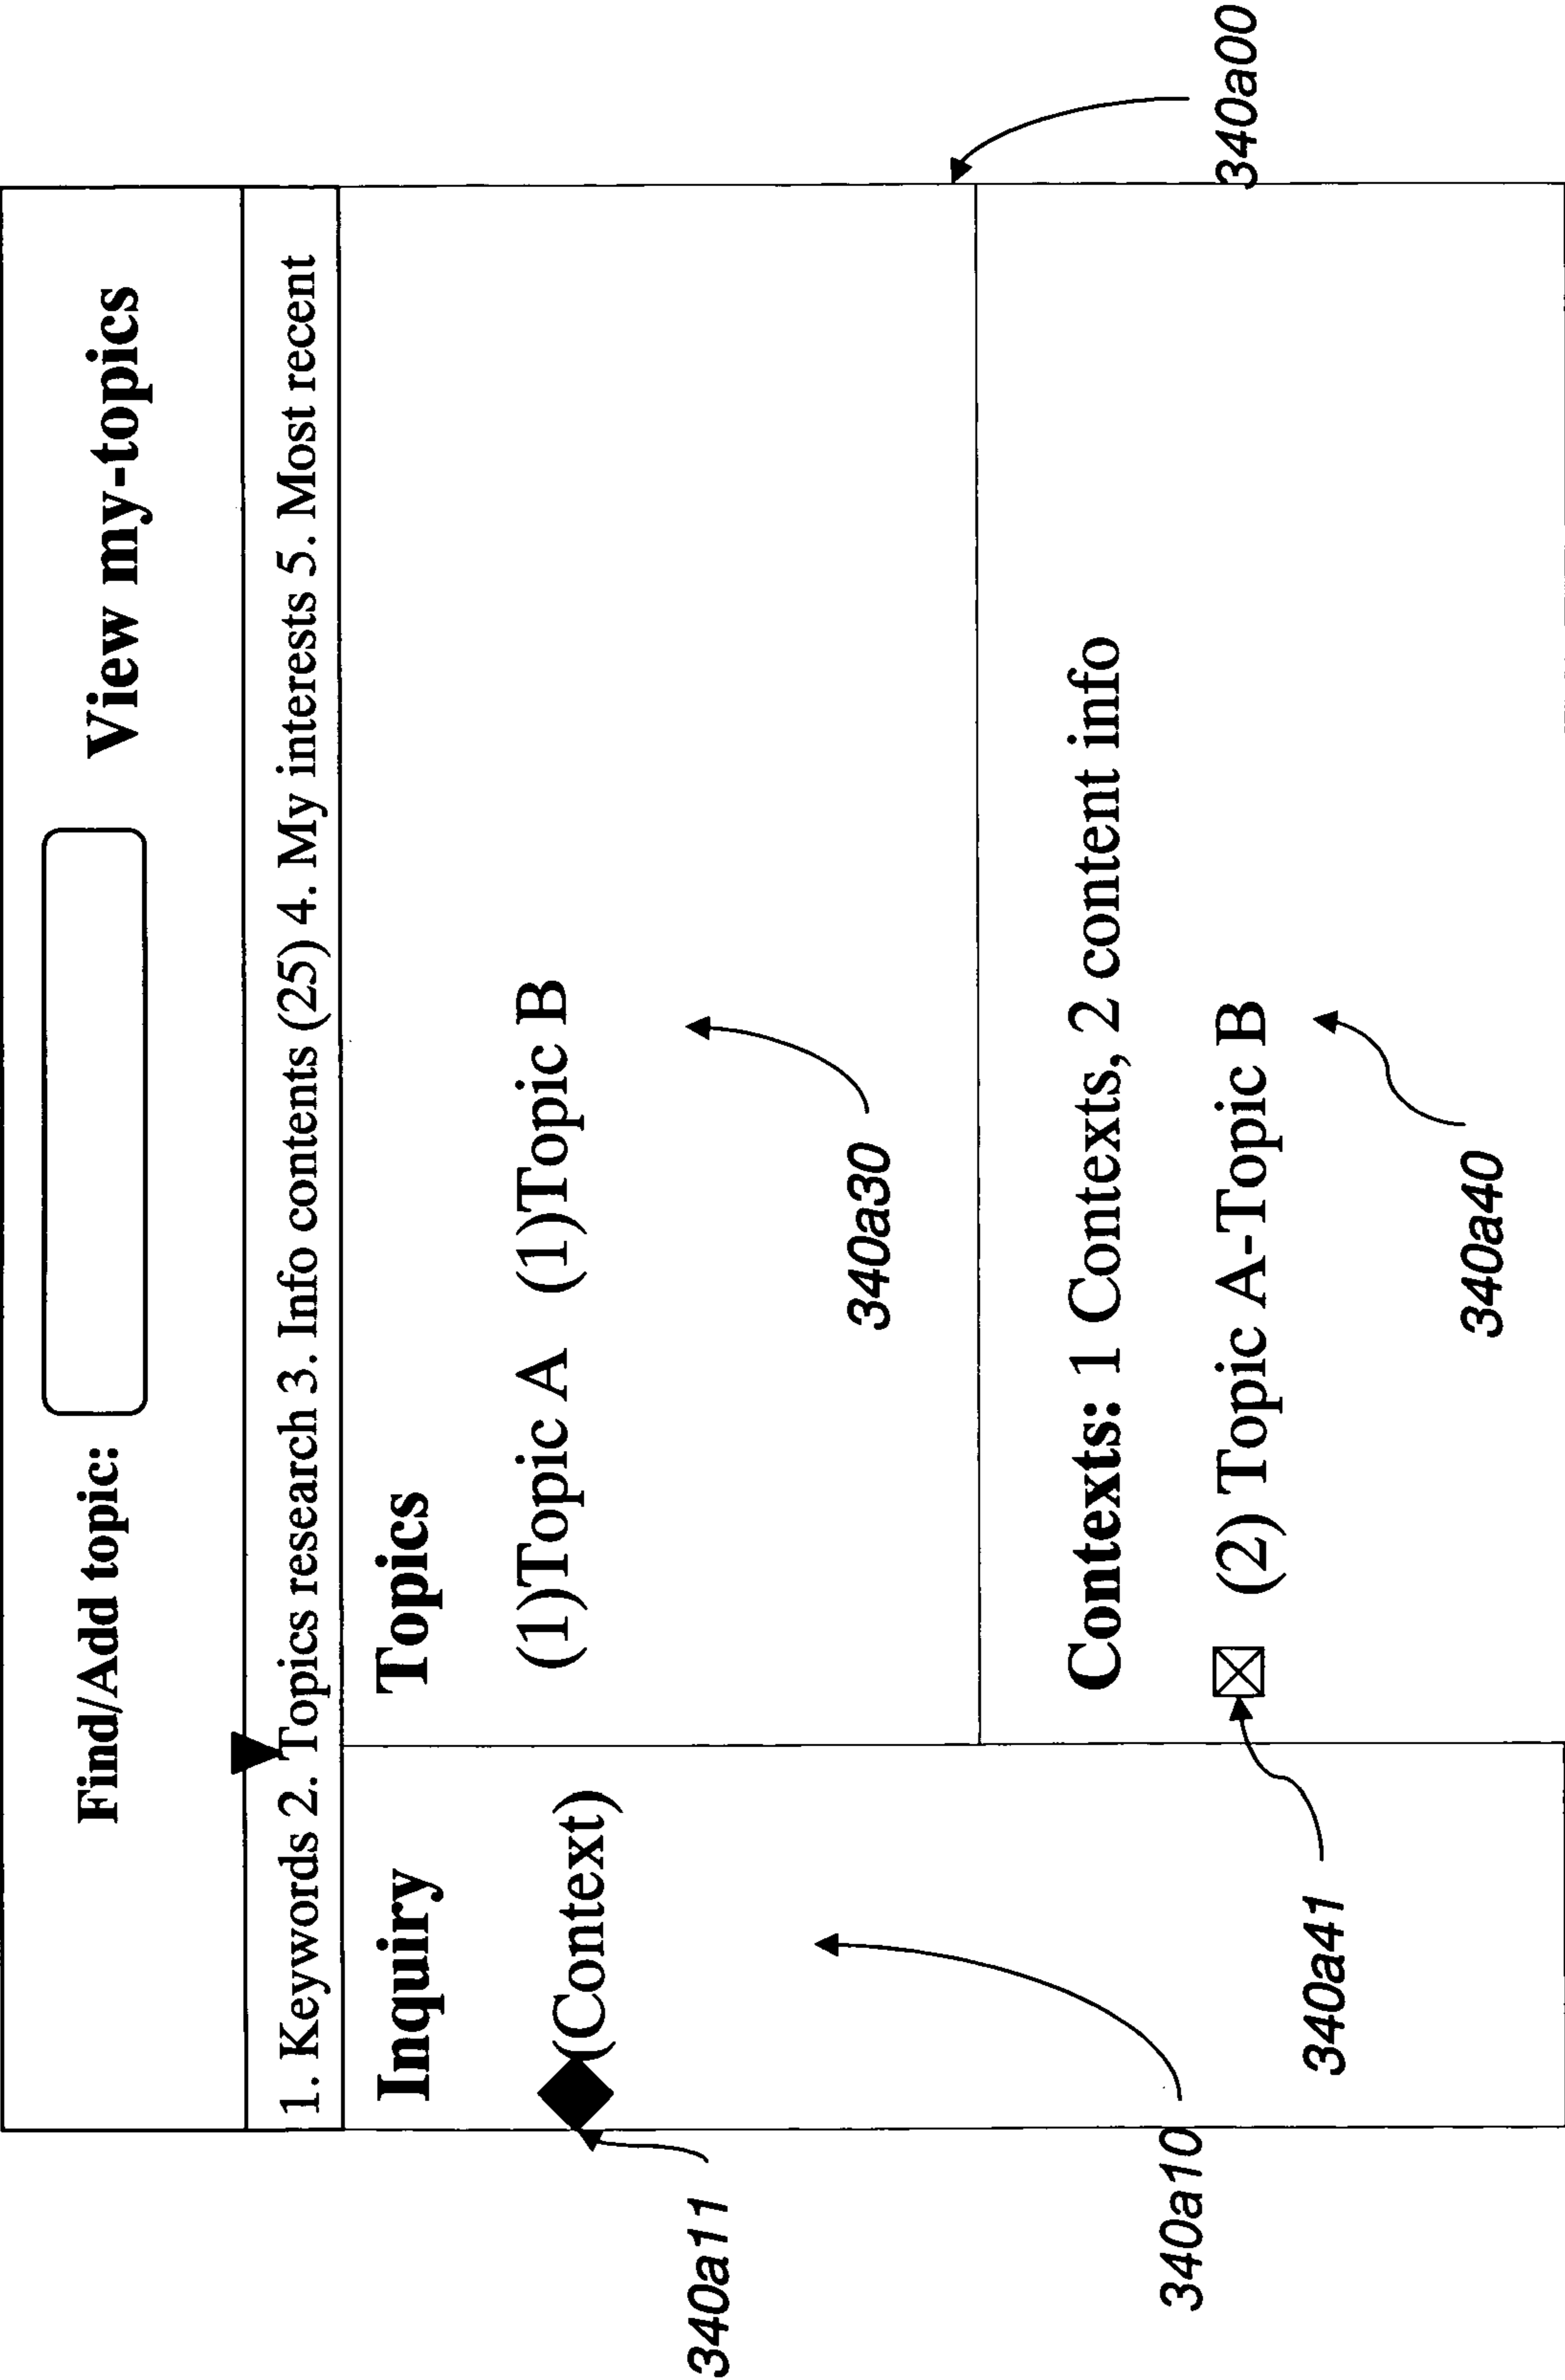 Find/Add topic: View my-topics
1. Keywords 2. Topics research 3. Info contents (25) 4. My interests 5. Most recent
Inquiry
(Context)
Topics
(1)Topic A (1)Topic B
Contexts: 1 Contexts, 2 content info
(2) Topic A-Topic B
340a11
340a10
340a41
340a30
340a40
340a00